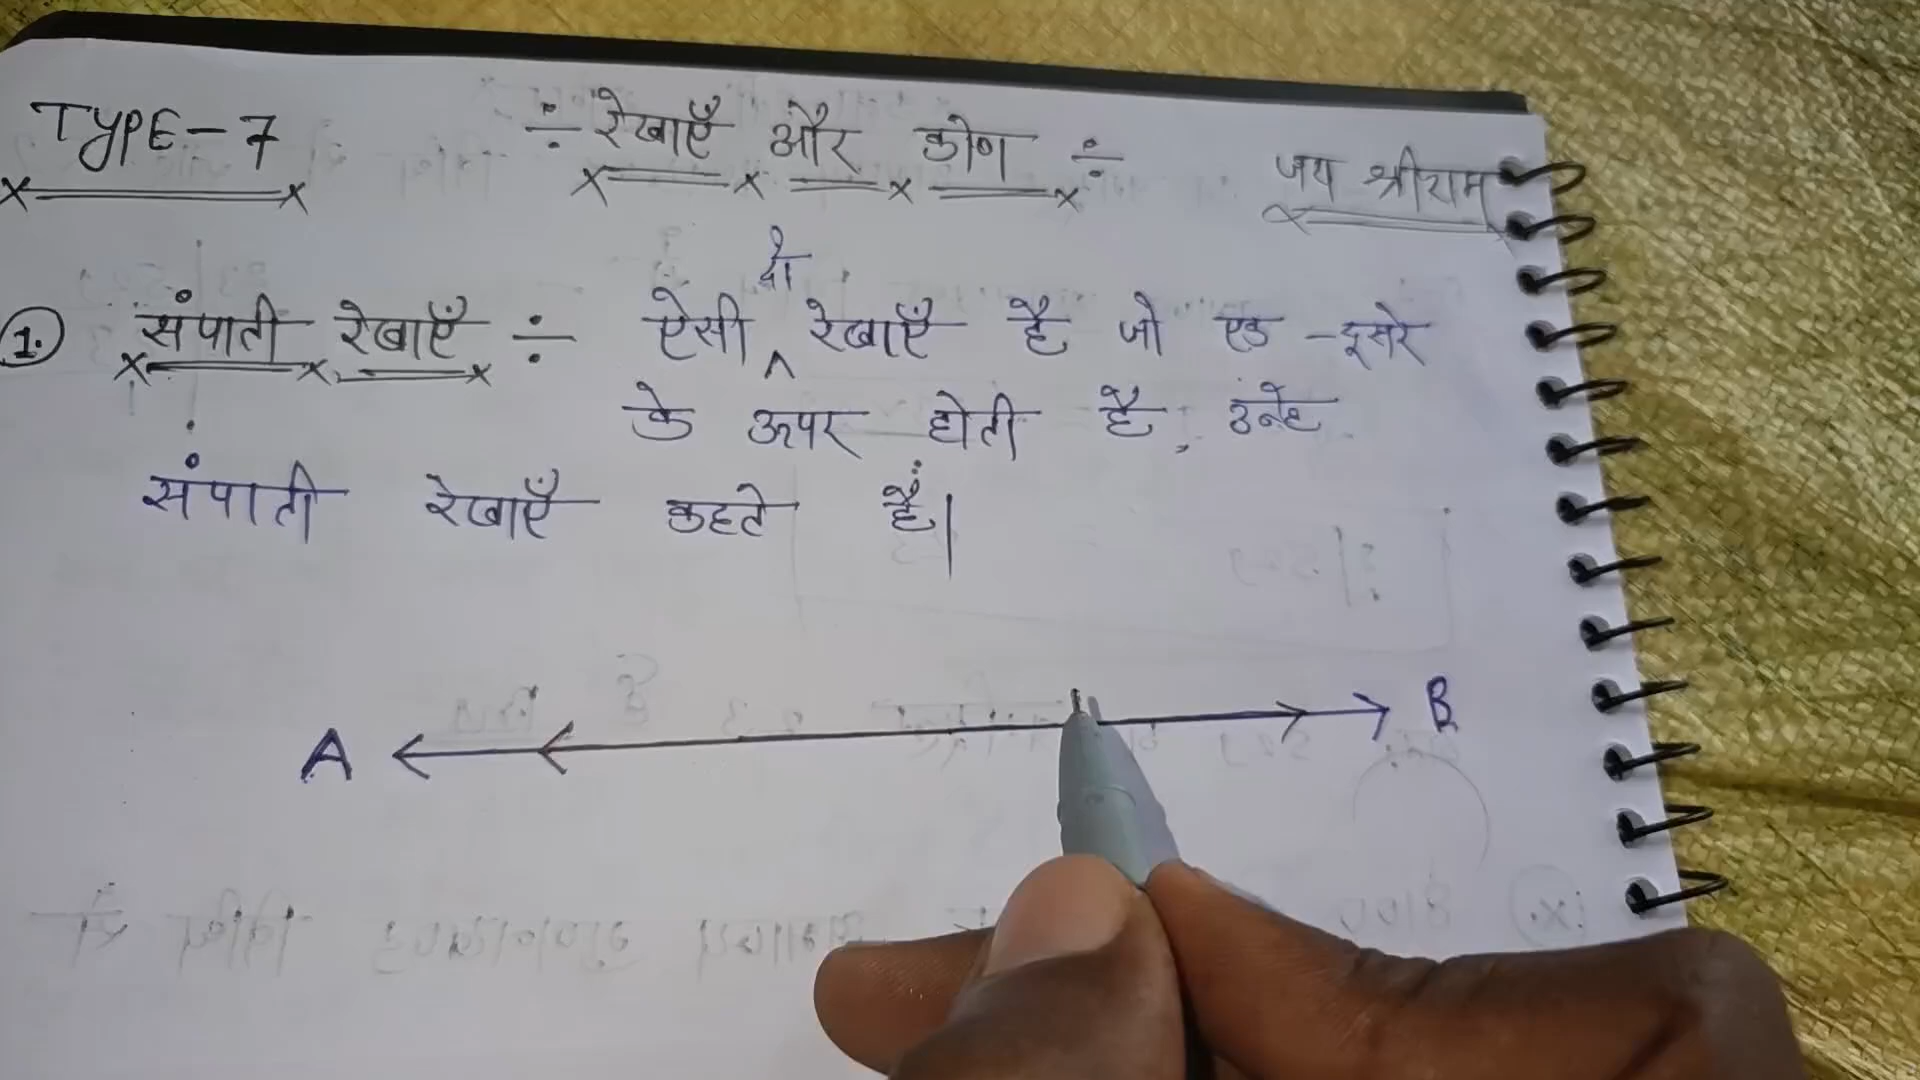 TYPE-7 ÷ रेखाएँ और कोण ÷ जय श्रीराम
1. संपाती रेखाएँ ÷ ऐसी दो रेखाएँ है जो एक-दूसरे
के ऊपर होती है, उन्हे
संपाती रेखाएँ कहते हैं।
A B